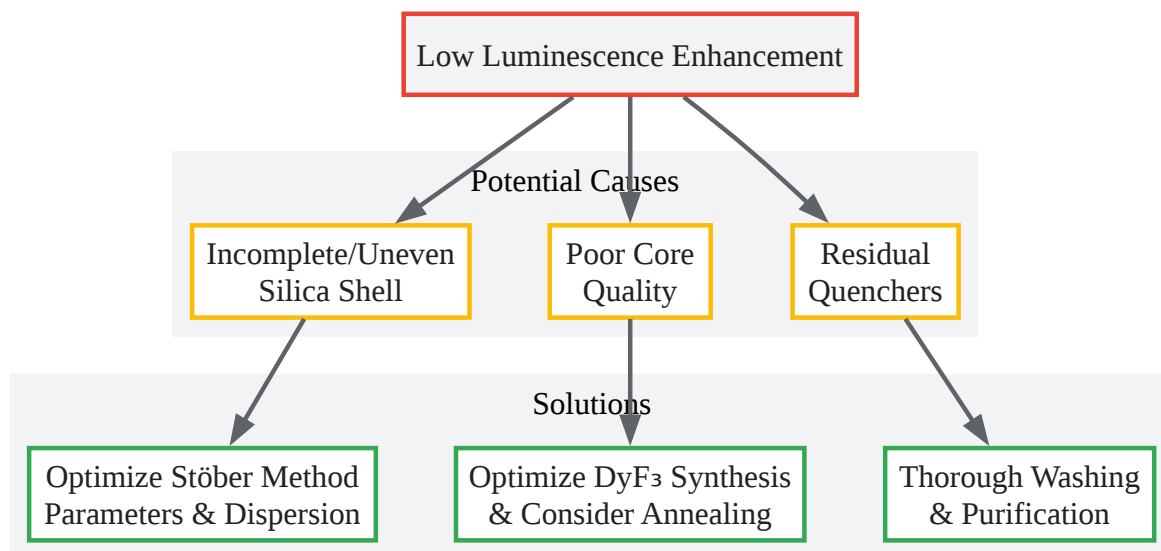 Low Luminescence Enhancement
Potential Causes
Incomplete/Uneven
Silica Shell
Poor Core
Quality
Residual
Quenchers
Solutions
Optimize Stöber Method
Parameters & Dispersion
Optimize DyF₃ Synthesis
& Consider Annealing
Thorough Washing
& Purification